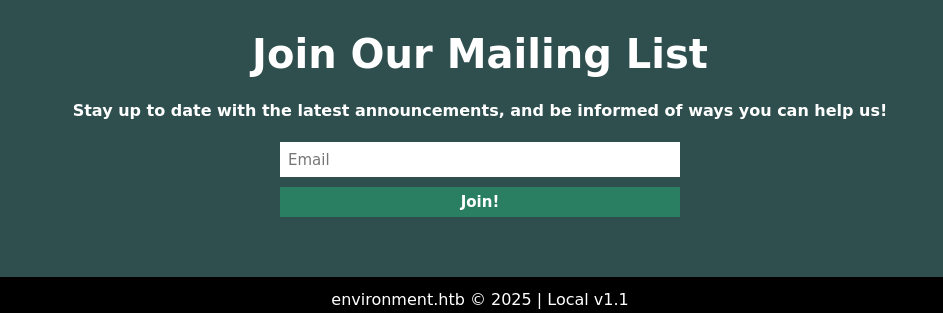 Join Our Mailing List
Stay up to date with the latest announcements, and be informed of ways you can help us!
Email
Join!
environment.htb © 2025 | Local v1.1